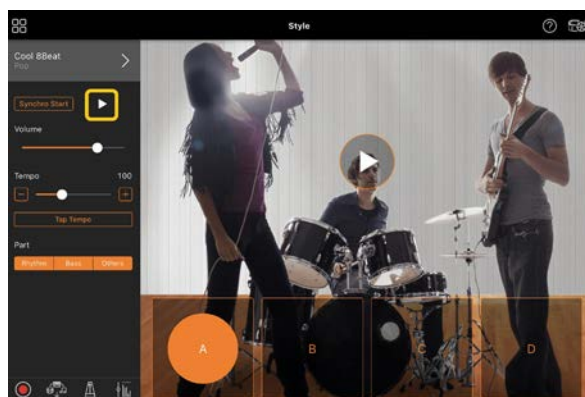 Style
Cool 8Beat
Pop
Synchro Start
Volume
Tempo 100
Tap Tempo
Part
Rhythm Bass Others
A B C D